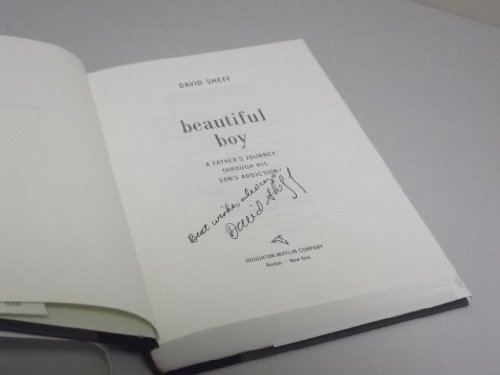 DAVID SHEFF
beautiful
boy
A FATHER'S JOURNEY
THROUGH HIS
SON'S ADDICTION
Best wishes always
David Sheff
HOUGHTON MIFFLIN COMPANY
Boston · New York